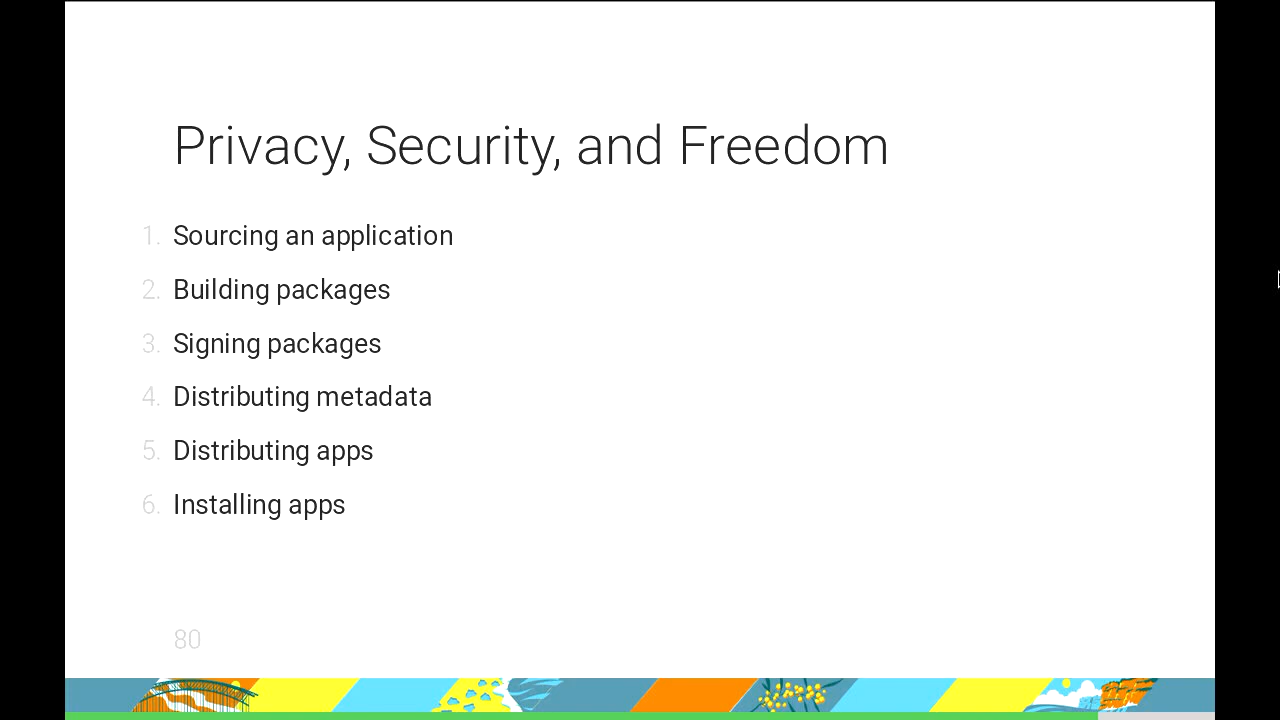 Privacy, Security, and Freedom
1. Sourcing an application
2. Building packages
3. Signing packages
4. Distributing metadata
5. Distributing apps
6. Installing apps
80